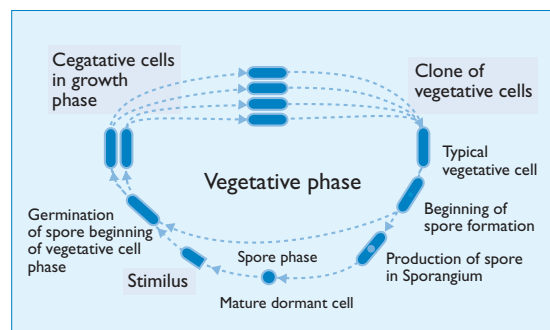 Cegatative cells
in growth
phase
Clone of
vegetative cells
Typical
vegetative cell
Vegetative phase
Beginning of
spore formation
Germination
of spore beginning
of vegetative cell
phase
Production of spore
in Sporangium
Spore phase
Stimilus
Mature dormant cell